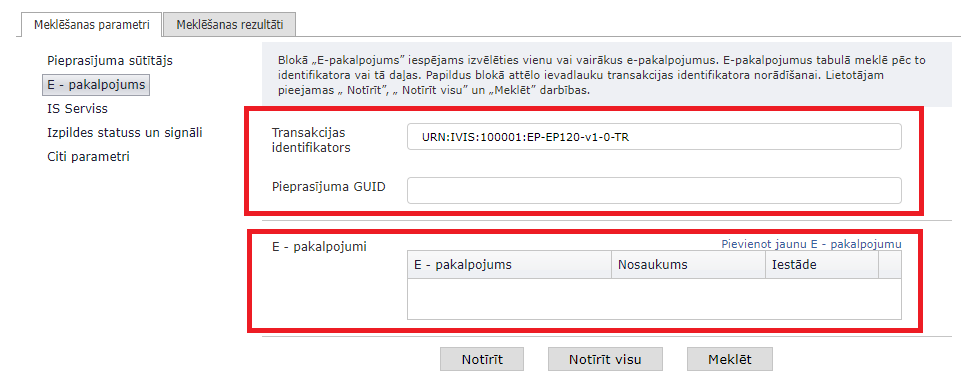 Meklēšanas parametri
Meklēšanas rezultāti
Pieprasījuma sūtītājs
E - pakalpojums
IS Serviss
Izpildes statuss un signāli
Citi parametri
Blokā „E-pakalpojums” iespējams izvēlēties vienu vai vairākus e-pakalpojumus. E-pakalpojumus tabulā meklē pēc to
identifikatora vai tā daļas. Papildus blokā attēlo ievadlauku transakcijas identifikatora norādīšanai. Lietotājam
pieejamas „ Notīrīt”, „ Notīrīt visu” un „Meklēt” darbības.
Transakcijas
identifikators
URN:IVIS:100001:EP-EP120-v1-0-TR
Pieprasījuma GUID
E - pakalpojumi
Pievienot jaunu E - pakalpojumu
E - pakalpojums
Nosaukums
Iestāde
Notīrīt
Notīrīt visu
Meklēt